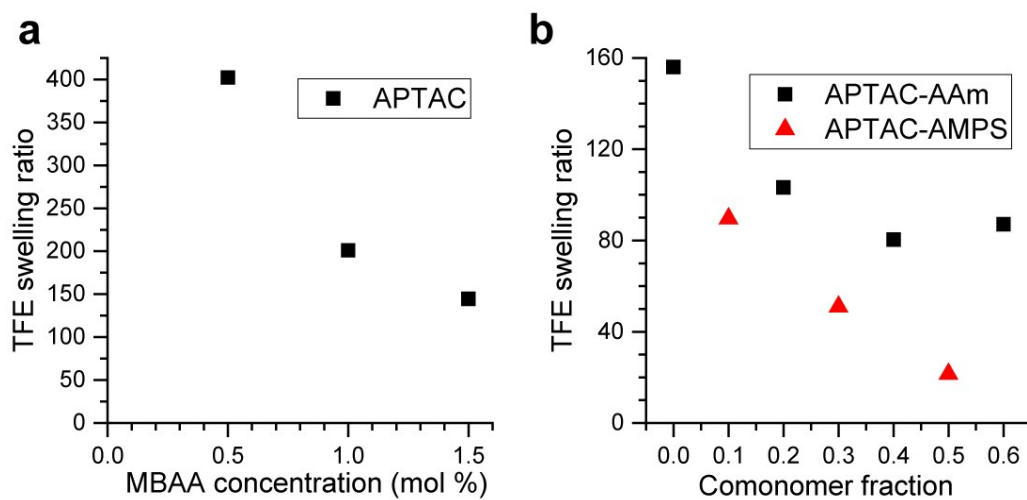 a
TFE swelling ratio
400
350
300
250
200
150
100
50
0
0.0 0.5 1.0 1.5
MBAA concentration (mol %)
APTAC
b
TFE swelling ratio
160
120
80
40
0
0.0 0.1 0.2 0.3 0.4 0.5 0.6
Comonomer fraction
APTAC-AAm
APTAC-AMPS